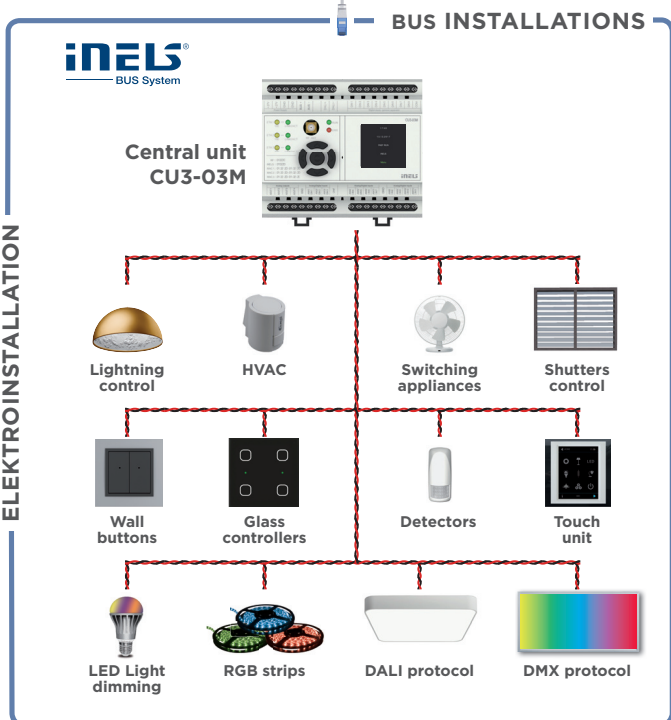 BUS INSTALLATIONS
iNELS®
BUS System
Central unit
CU3-03M
iNELS
ELEKTROINSTALLATION
Lightning
control
HVAC
Switching
appliances
Shutters
control
Wall
buttons
Glass
controllers
Detectors
Touch
unit
LED Light
dimming
RGB strips
DALI protocol
DMX protocol